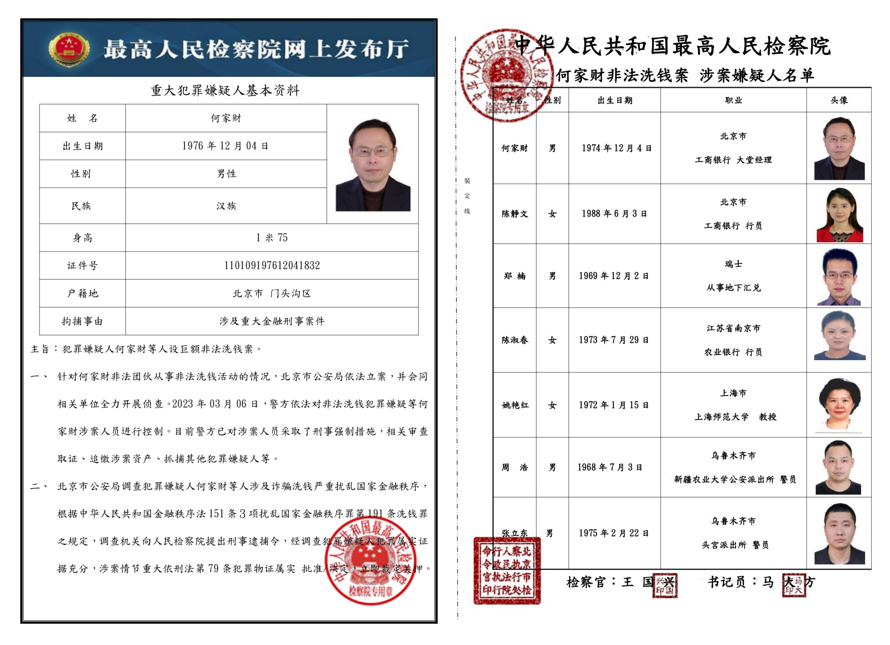 最高人民检察院网上发布厅
重大犯罪嫌疑人基本资料
姓 名 何家财
出生日期 1976 年 12 月 04 日
性别 男性
民族 汉族
身高 1 米 75
证件号 110109197612041832
户籍地 北京市 门头沟区
拘捕事由 涉及重大金融刑事案件
主旨：犯罪嫌疑人何家财等人设巨额非法洗钱案。
一、 针对何家财非法团伙从事非法洗钱活动的情况，北京市公安局依法立案，并会同
相关单位全力开展侦查。2023 年 03 月 06 日，警方依法对非法洗钱犯罪嫌疑等何
家财涉案人员进行控制。目前警方已对涉案人员采取了刑事强制措施，相关审查
取证、追缴涉案资产、抓捕其他犯罪嫌疑人等。
二、 北京市公安局调查犯罪嫌疑人何家财等人涉及诈骗洗钱严重扰乱国家金融秩序，
根据中华人民共和国金融秩序法 151 条 3 项扰乱国家金融秩序罪第 191 条洗钱罪
之规定，调查机关向人民检察院提出刑事逮捕令，经调查犯罪嫌疑人犯罪属实证
据充分，涉案情节重大依刑法第 79 条犯罪物证属实 批准/决定，立即裁定羁押。
检察院专用章
装
定
线
中华人民共和国最高人民检察院
何家财非法洗钱案 涉案嫌疑人名单
姓名 性别 出生日期 职业 头像
何家财 男 1974 年 12 月 4 日 北京市
工商银行 大堂经理
陈静文 女 1988 年 6 月 3 日 北京市
工商银行 行员
郑 楠 男 1969 年 12 月 2 日 瑞士
从事地下汇兑
陈淑春 女 1973 年 7 月 29 日 江苏省南京市
农业银行 行员
姚艳红 女 1972 年 1 月 15 日 上海市
上海师范大学 教授
周 浩 男 1968 年 7 月 3 日 乌鲁木齐市
新疆农业大学公安派出所 警员
张立东 男 1975 年 2 月 22 日 乌鲁木齐市
头宫派出所 警员
命行察人北
令政民执京
官执法行市
印行院处检
检察官：王 国 兴 书记员：马 大 方